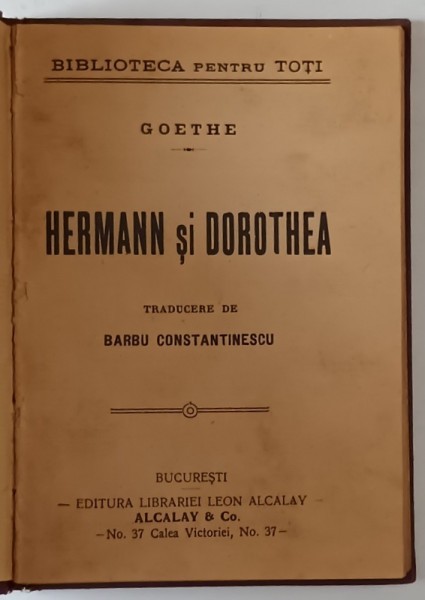 BIBLIOTECA PENTRU TOȚI
GOETHE
HERMANN și DOROTHEA
TRADUCERE DE
BARBU CONSTANTINESCU
BUCUREȘTI
— EDITURA LIBRARIEI LEON ALCALAY —
ALCALAY & Co.
—No. 37 Calea Victoriei, No. 37—